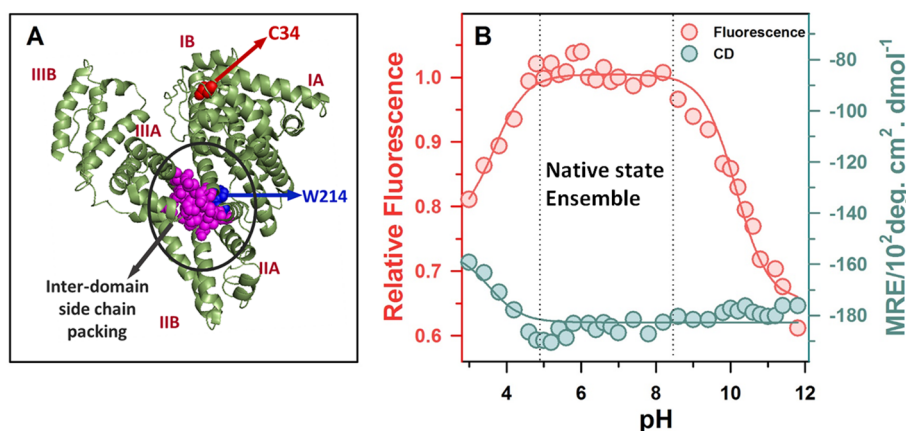 A
IB
C34
IIIB
IA
IIIA
W214
Inter-domain
side chain
packing
IIA
IIB
B
Fluorescence
CD
Native state
Ensemble
Relative Fluorescence
1.0
0.9
0.8
0.7
0.6
4
6
8
10
12
pH
-80
-100
-120
-140
-160
-180
MRE/10²deg. cm². dmol⁻¹